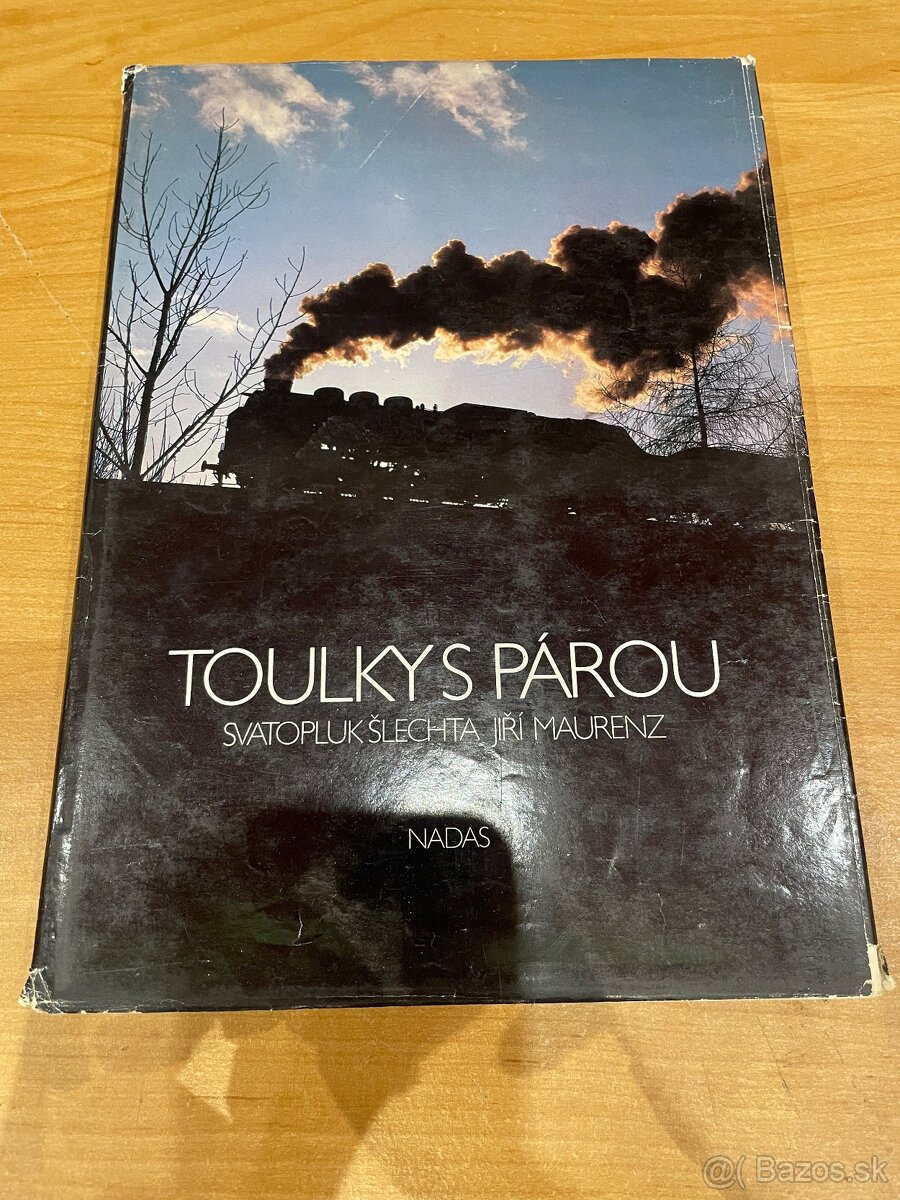 TOULKY S PÁROU
SVATOPLUK ŠLECHTA JIŘÍ MAURENZ
NADAS
@( Bazos.sk